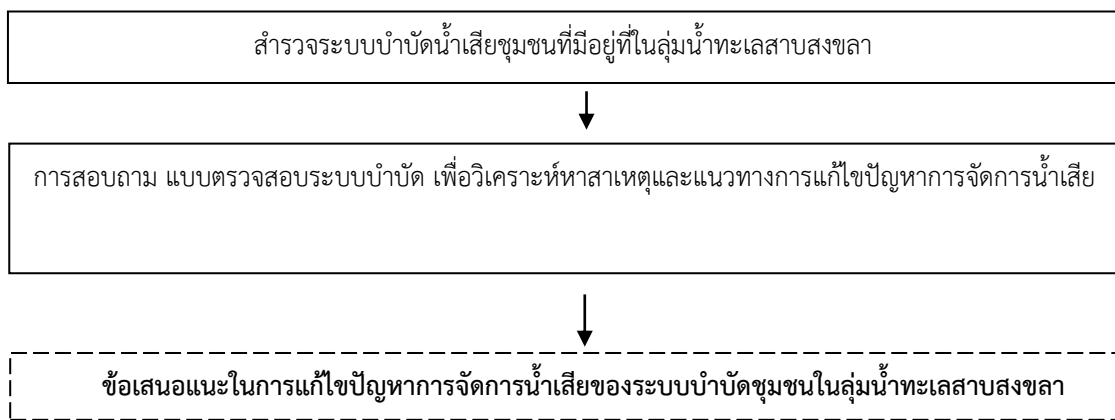 สำรวจระบบบำบัดน้ำเสียชุมชนที่มีอยู่ที่ในลุ่มน้ำทะเลสาบสงขลา
การสอบถาม แบบตรวจสอบระบบบำบัด เพื่อวิเคราะห์หาสาเหตุและแนวทางการแก้ไขปัญหาการจัดการน้ำเสีย
ข้อเสนอแนะในการแก้ไขปัญหาการจัดการน้ำเสียของระบบบำบัดชุมชนในลุ่มน้ำทะเลสาบสงขลา